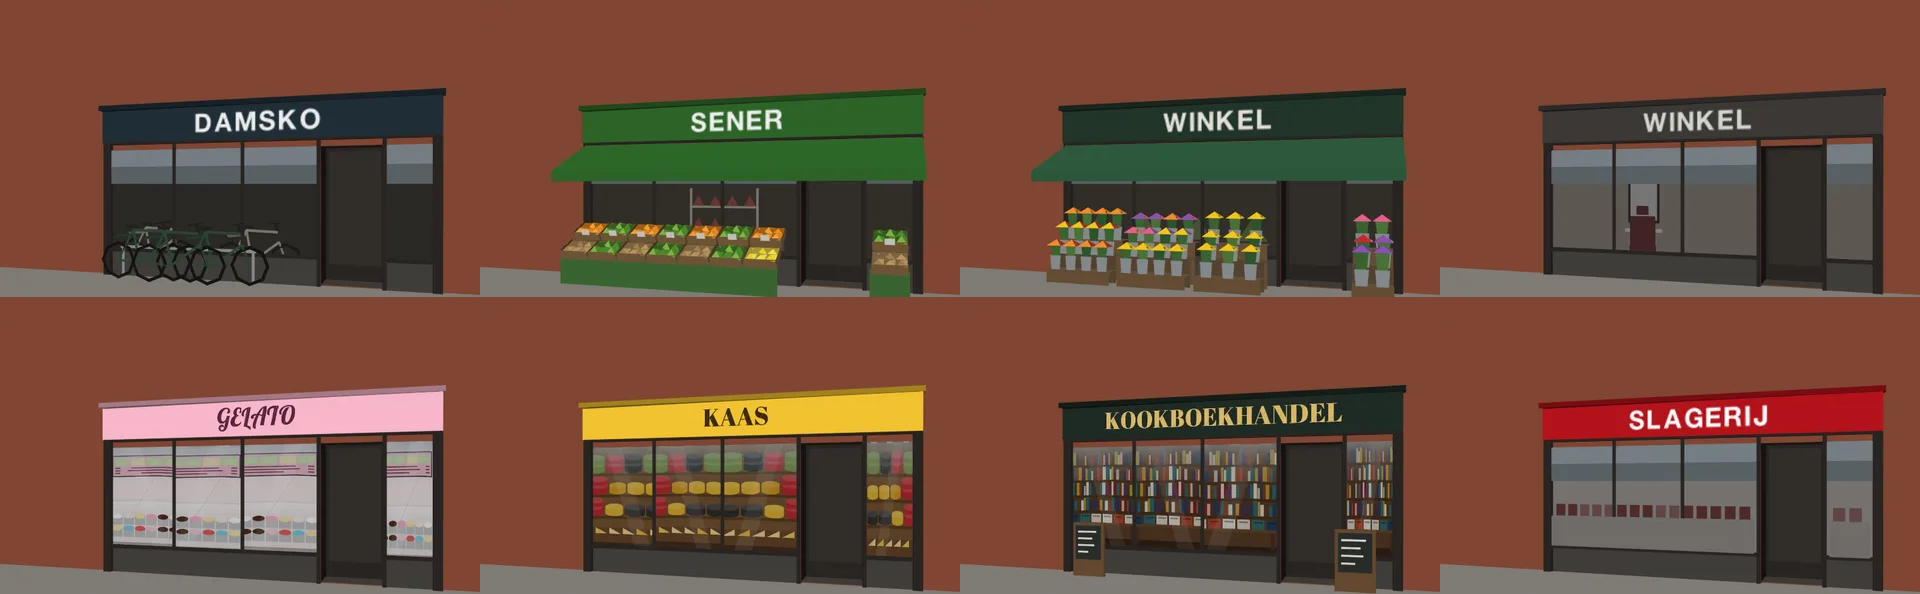 DAMSKO
SENER
WINKEL
WINKEL
GELATO
KAAS
KOOKBOEKHANDEL
SLAGERIJ